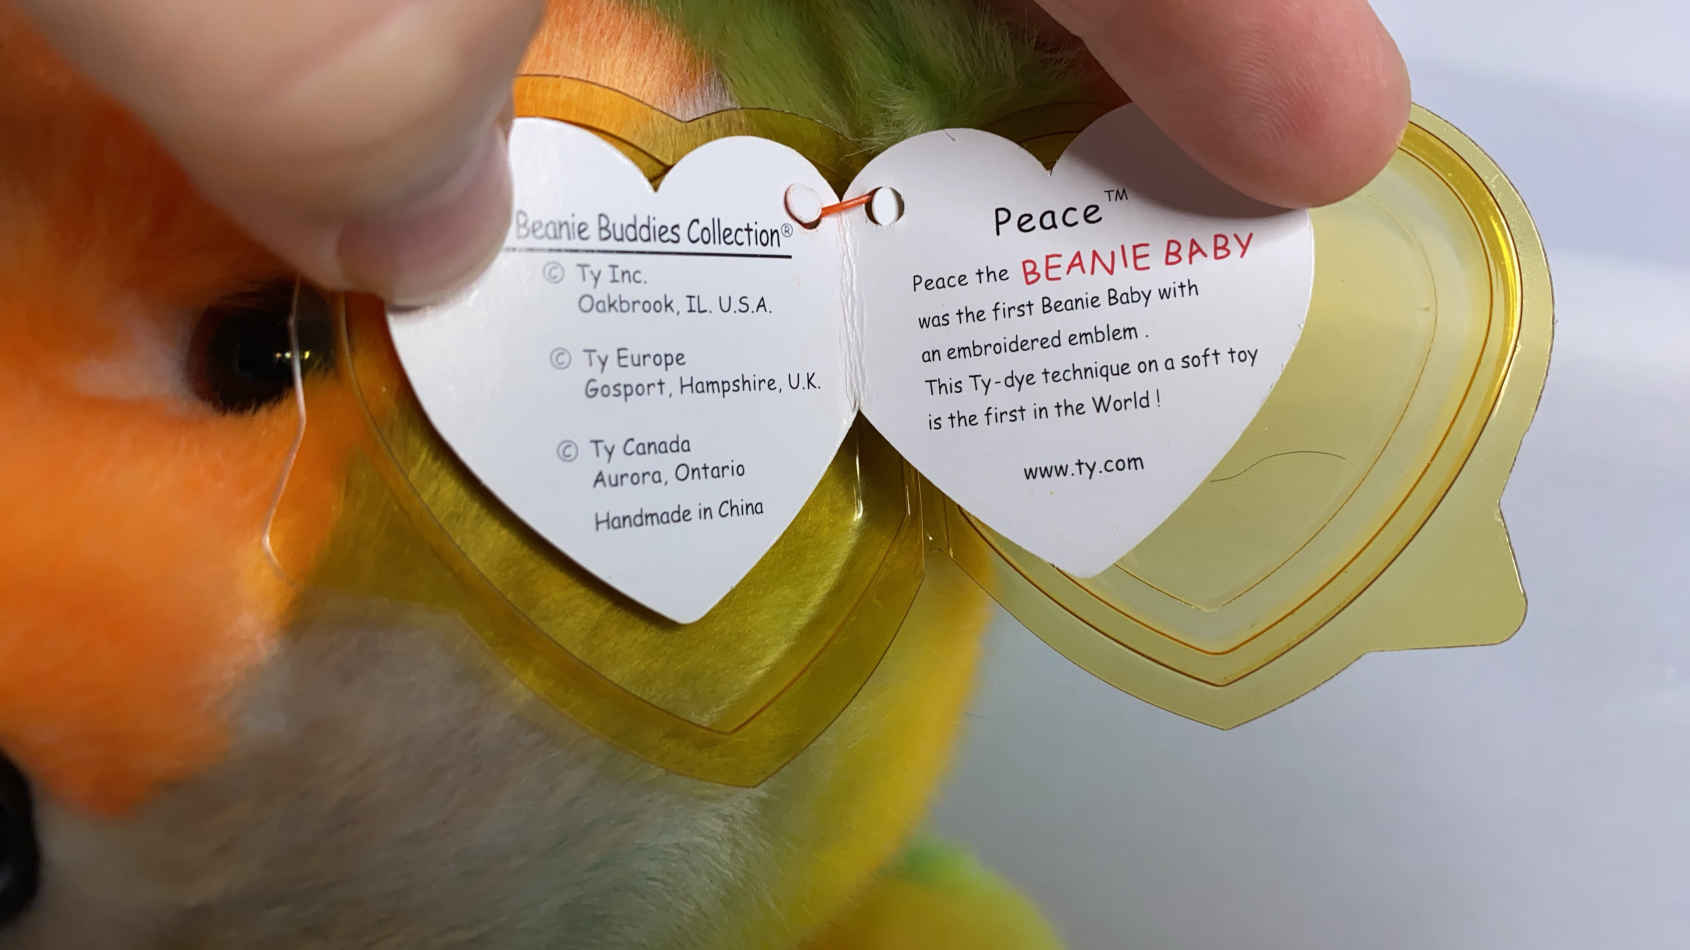 Beanie Buddies Collection®
© Ty Inc.
Oakbrook, IL. U.S.A.
© Ty Europe
Gosport, Hampshire, U.K.
© Ty Canada
Aurora, Ontario
Handmade in China
Peace™
Peace the BEANIE BABY
was the first Beanie Baby with
an embroidered emblem .
This Ty-dye technique on a soft toy
is the first in the World !
www.ty.com